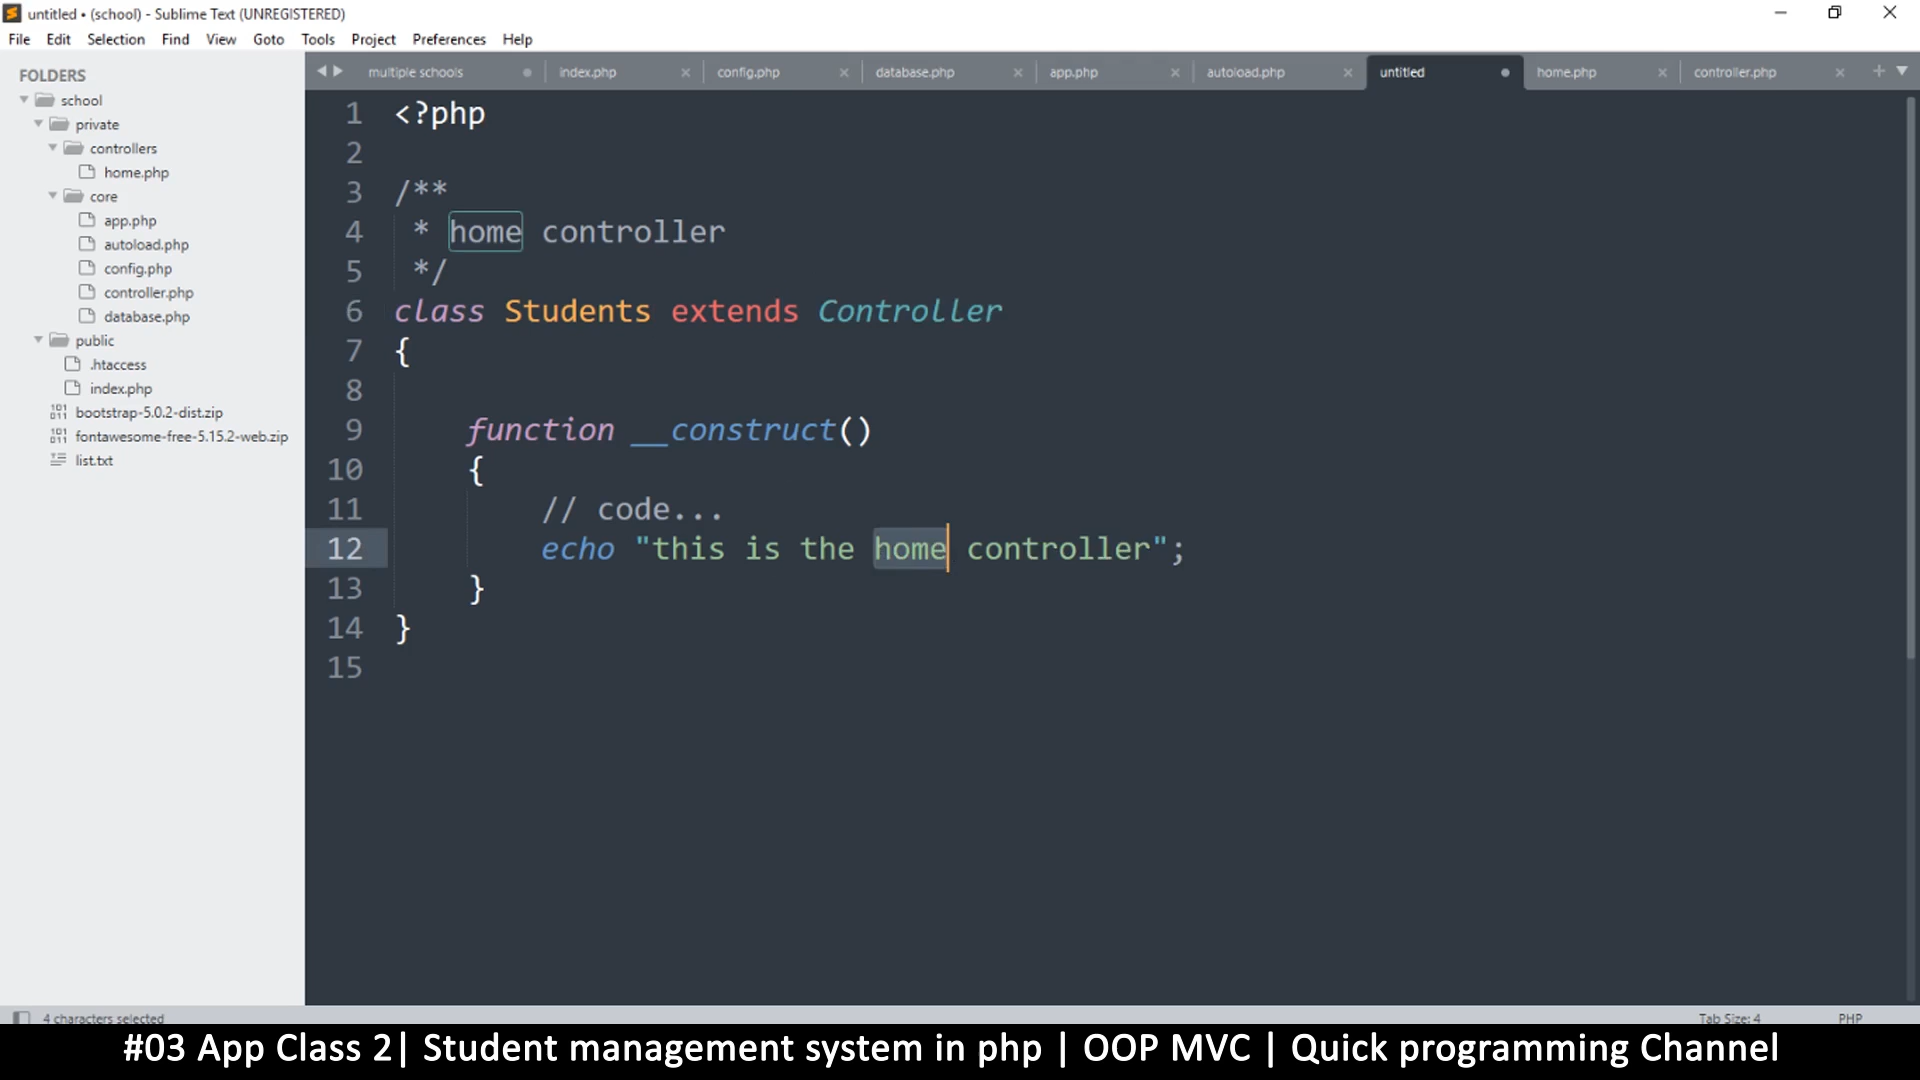 untitled • (school) - Sublime Text (UNREGISTERED)
File Edit Selection Find View Goto Tools Project Preferences Help
FOLDERS
school
private
controllers
home.php
core
app.php
autoload.php
config.php
controller.php
database.php
public
.htaccess
index.php
bootstrap-5.0.2-dist.zip
fontawesome-free-5.15.2-web.zip
list.txt
multiple schools index.php config.php database.php app.php autoload.php untitled home.php controller.php
1 <?php
2
3 /**
4 * home controller
5 */
6 class Students extends Controller
7 {
8
9 function __construct()
10 {
11 // code...
12 echo "this is the home controller";
13 }
14 }
15
4 characters selected Tab Size: 4 PHP
#03 App Class 2| Student management system in php | OOP MVC | Quick programming Channel